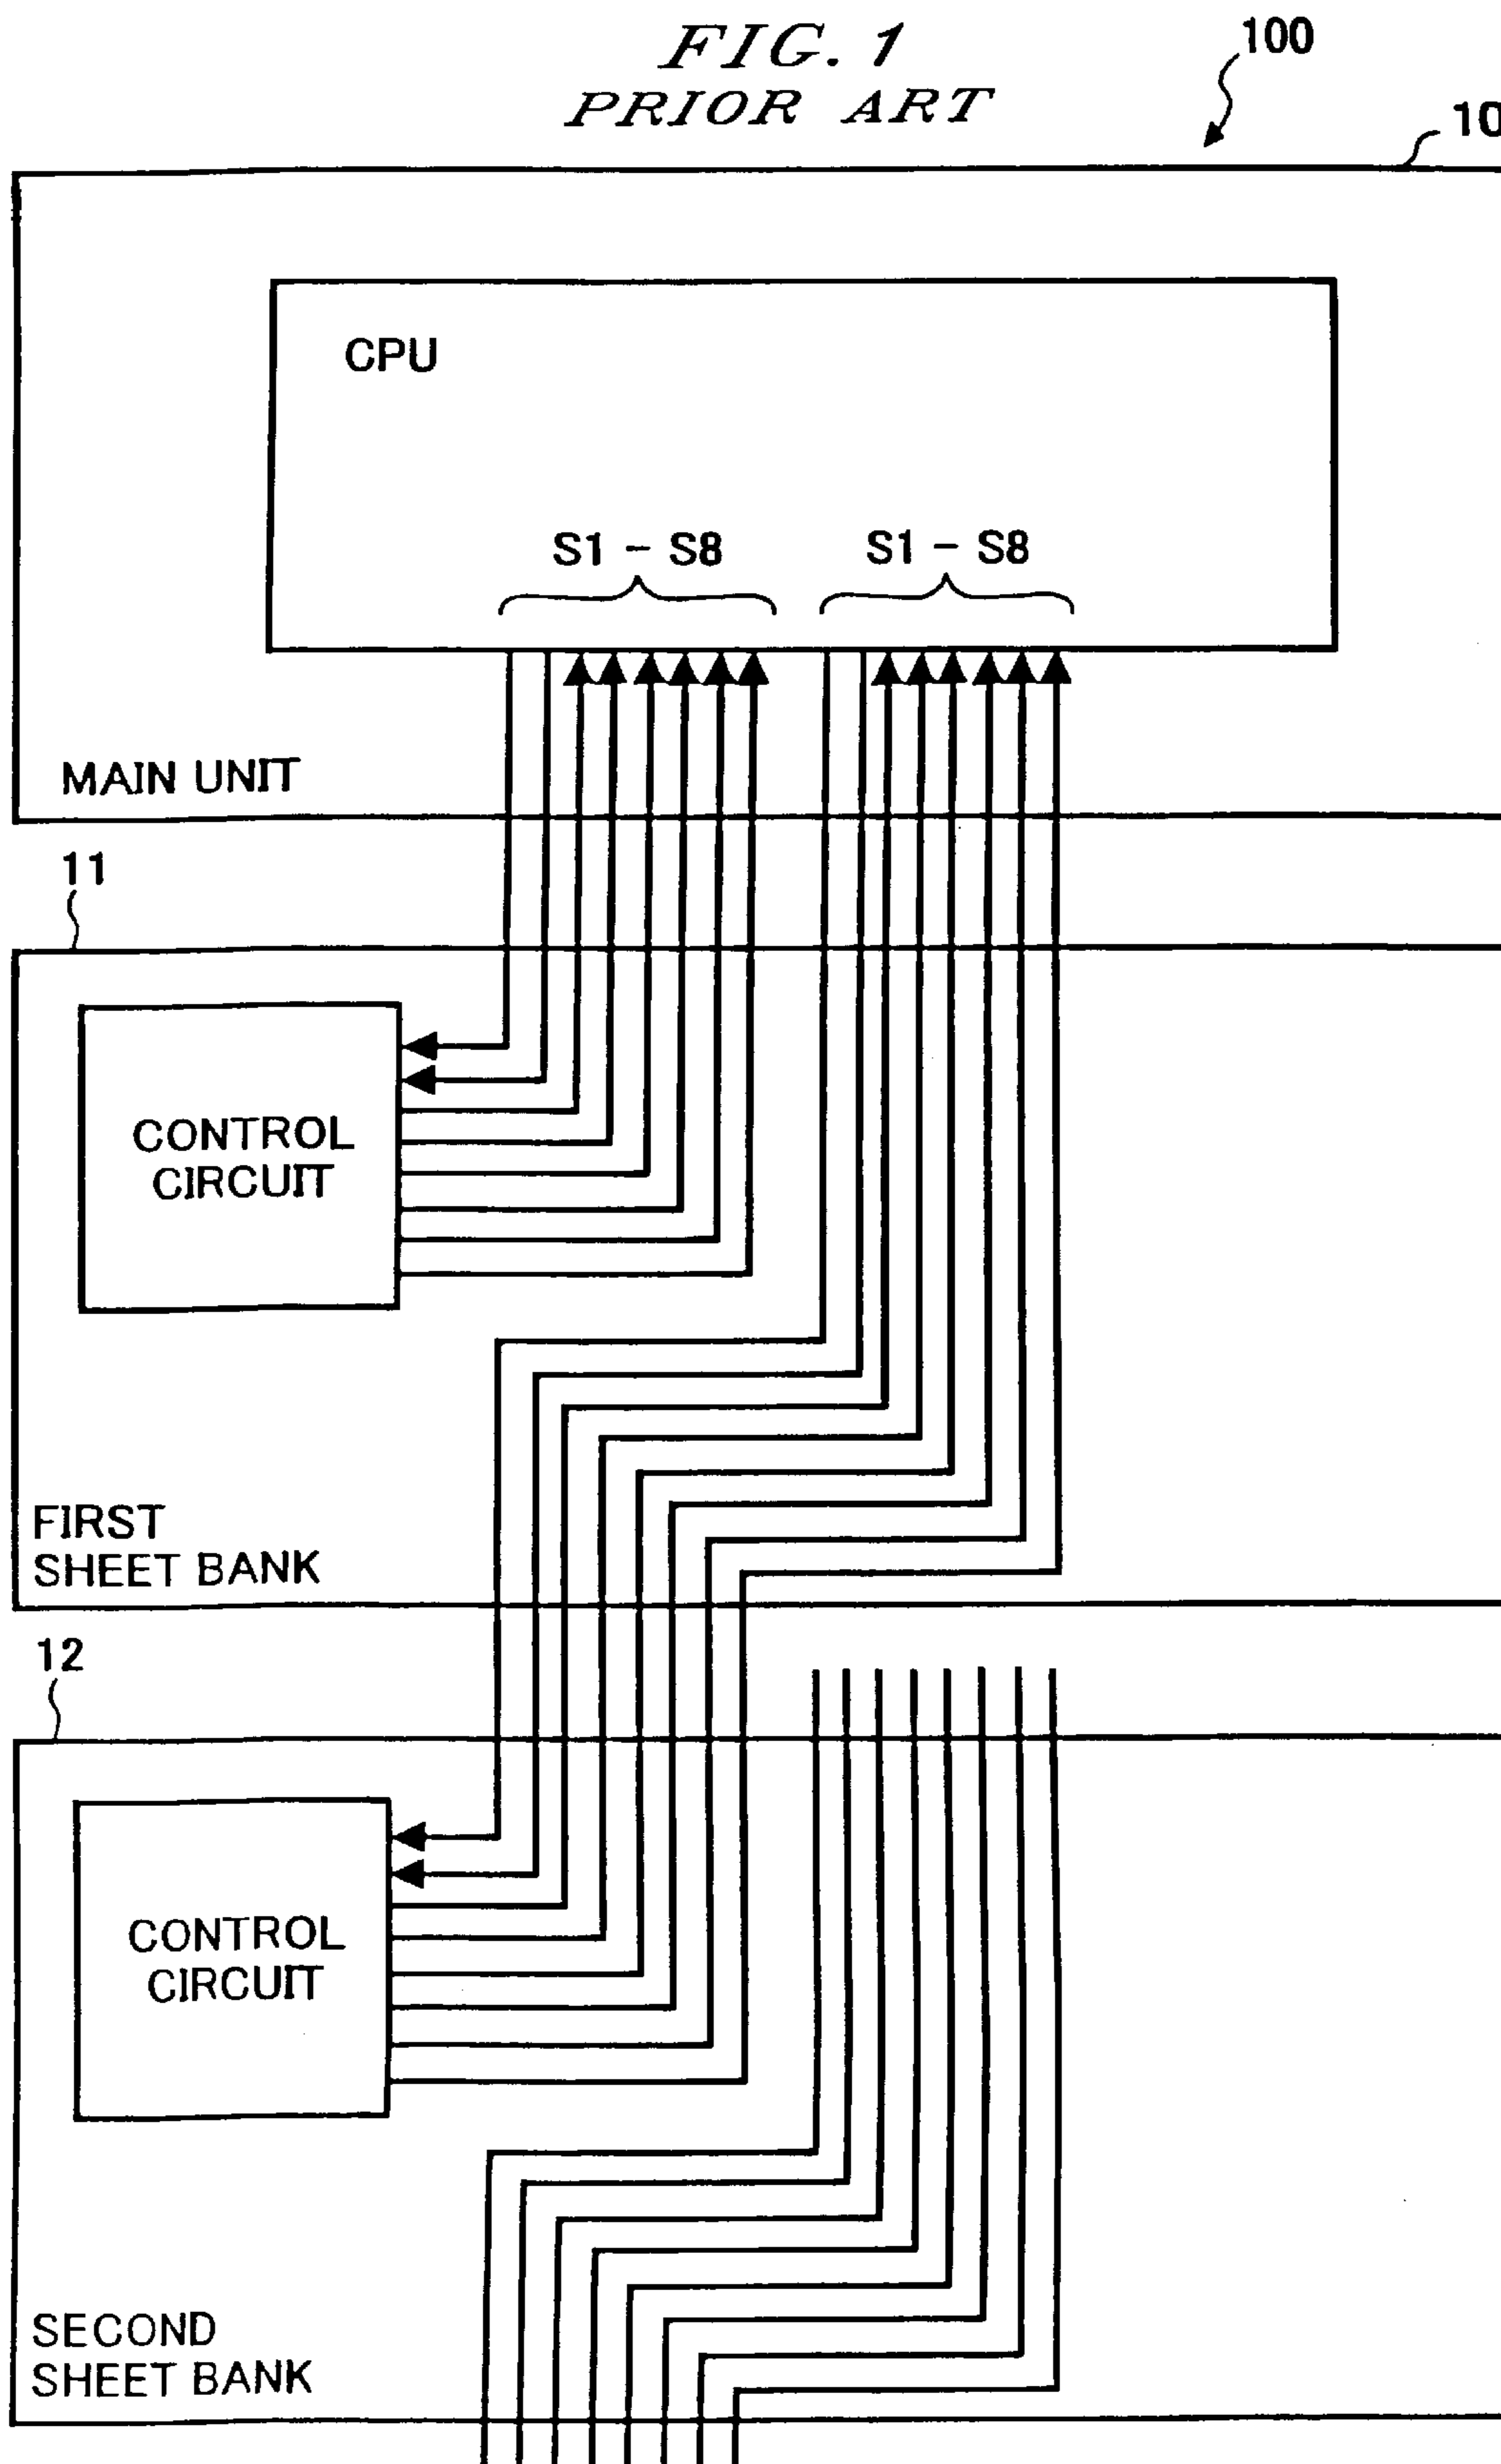 FIG. 1
PRIOR ART
100
10
CPU
S1 - S8
S1 - S8
MAIN UNIT
11
CONTROL
CIRCUIT
FIRST
SHEET BANK
12
CONTROL
CIRCUIT
SECOND
SHEET BANK